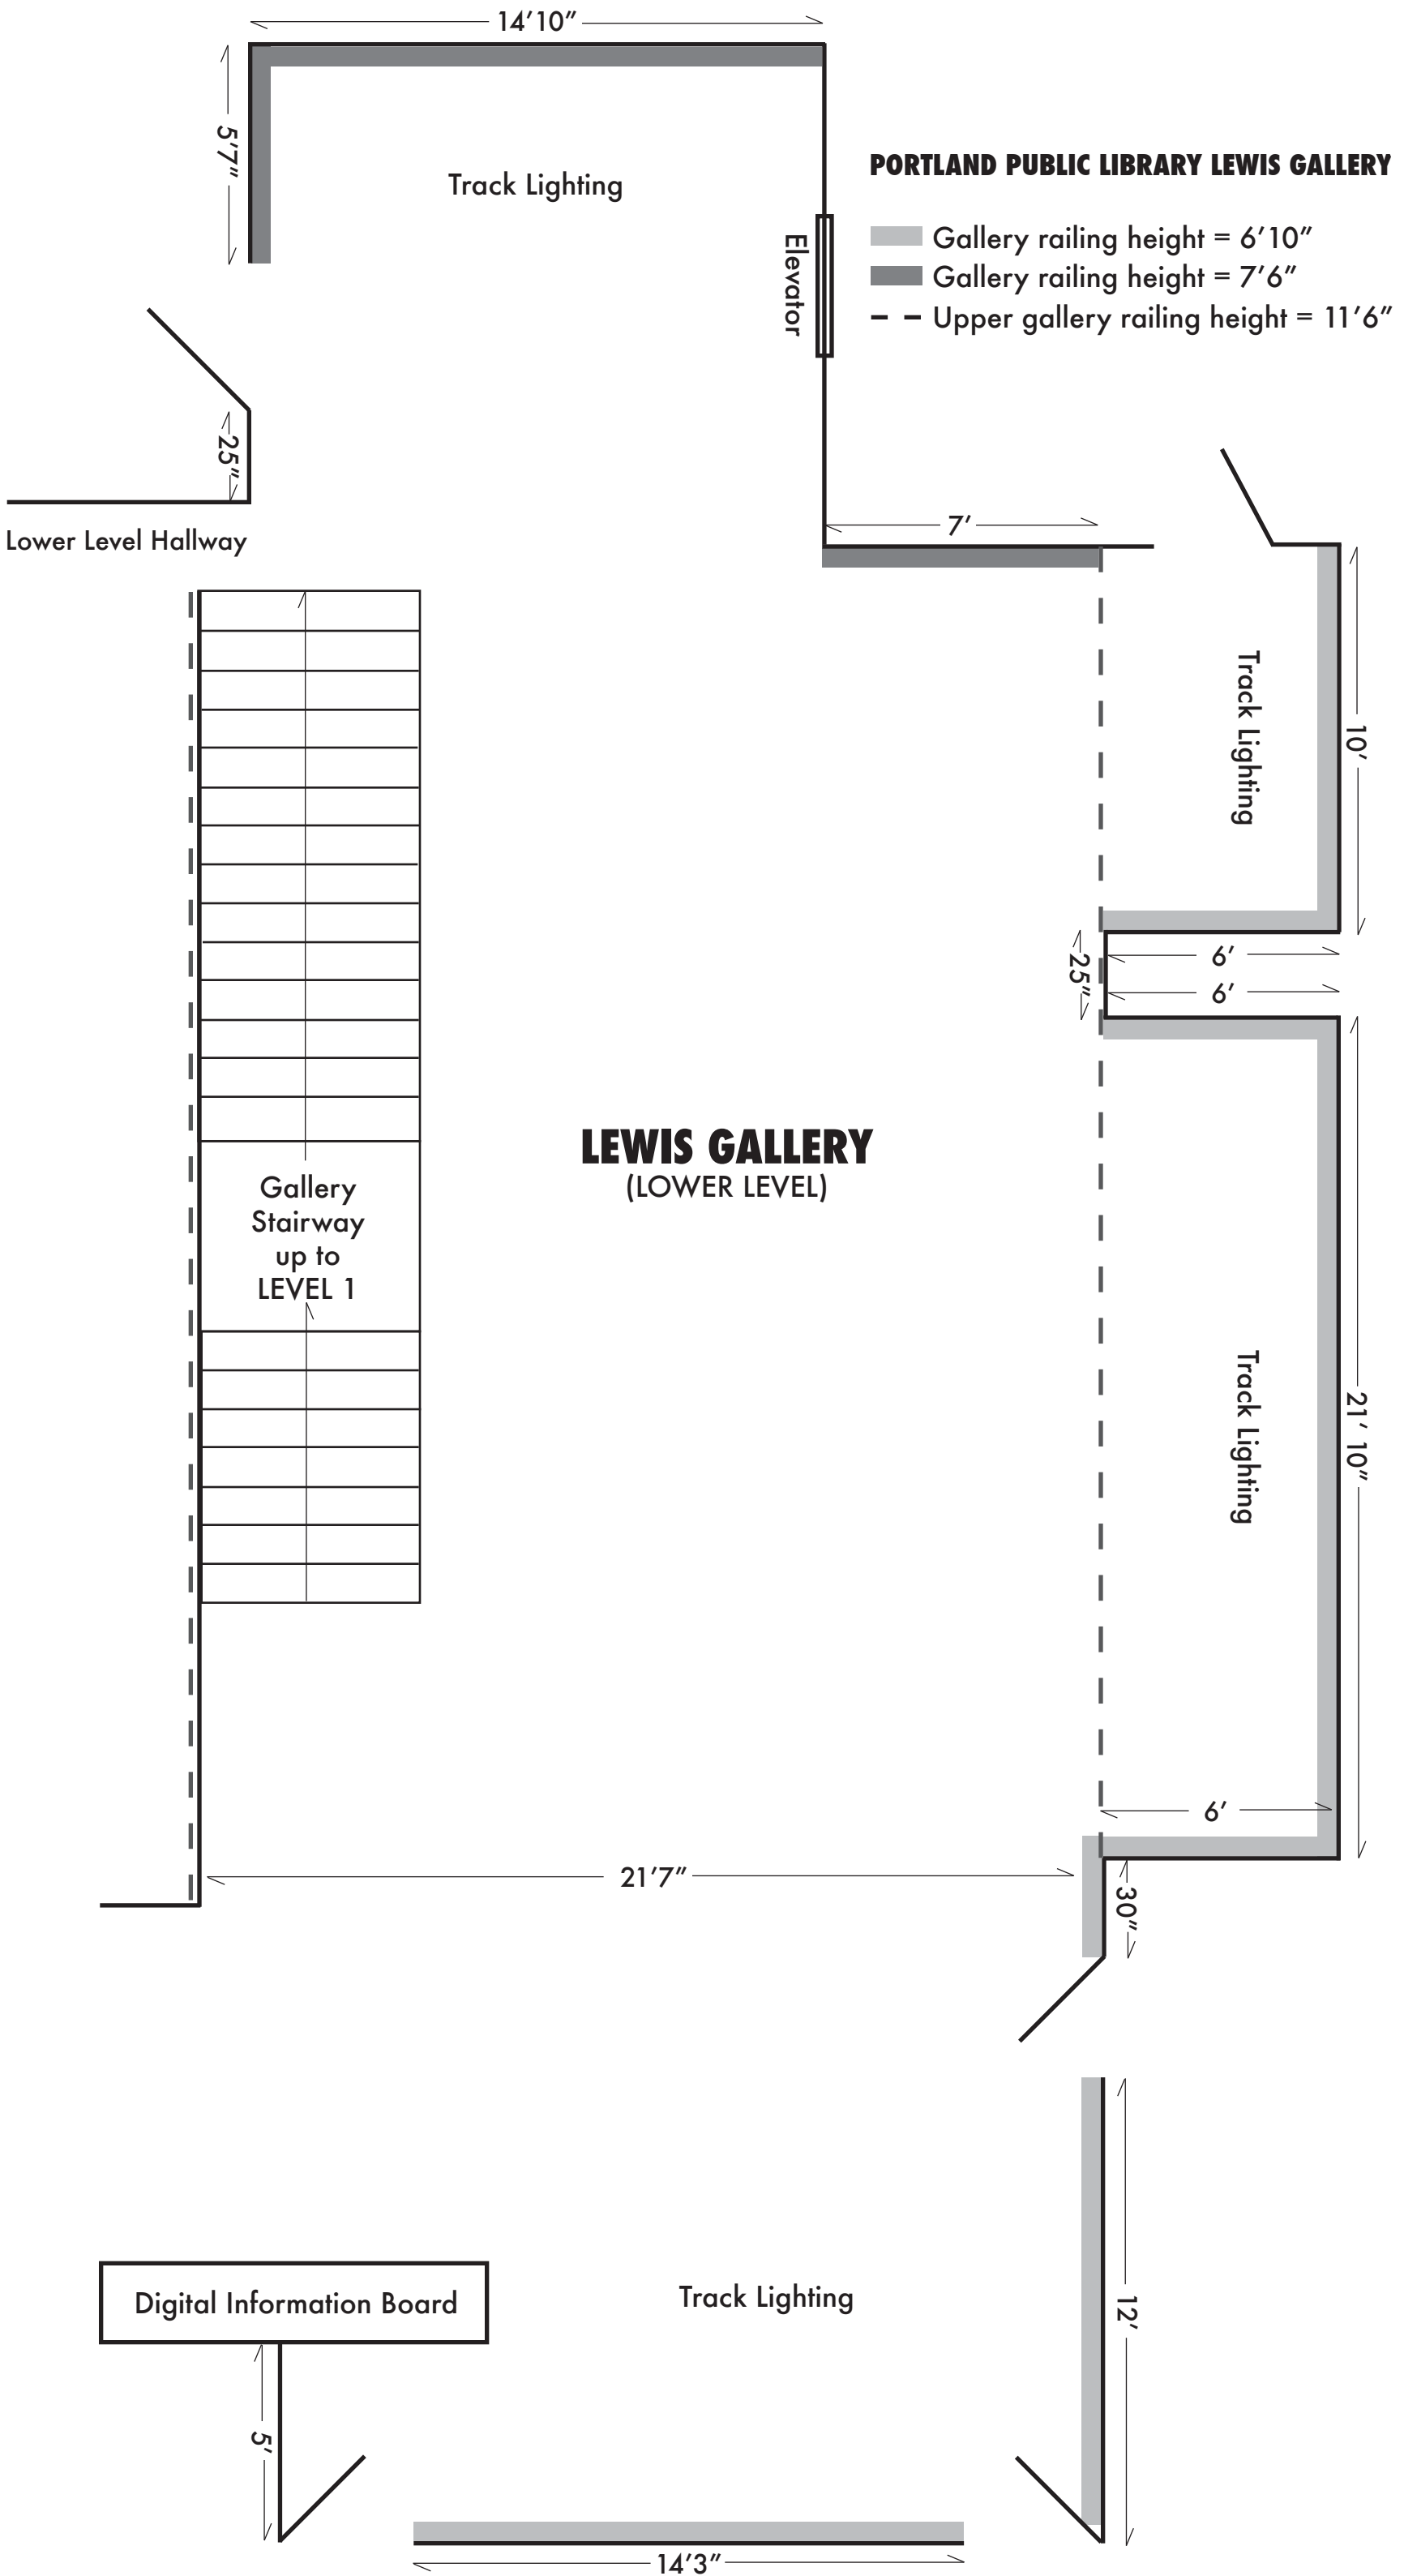 14’10”
5’7”
Track Lighting
PORTLAND PUBLIC LIBRARY LEWIS GALLERY
Gallery railing height = 6’10”
Gallery railing height = 7’6”
Upper gallery railing height = 11’6”
Elevator
25”
Lower Level Hallway
7’
Track Lighting
10’
6’
25”
6’
LEWIS GALLERY
(LOWER LEVEL)
Gallery
Stairway
up to
LEVEL 1
Track Lighting
21’ 10”
6’
21’7”
30”
Digital Information Board
Track Lighting
12’
5’
14’3”